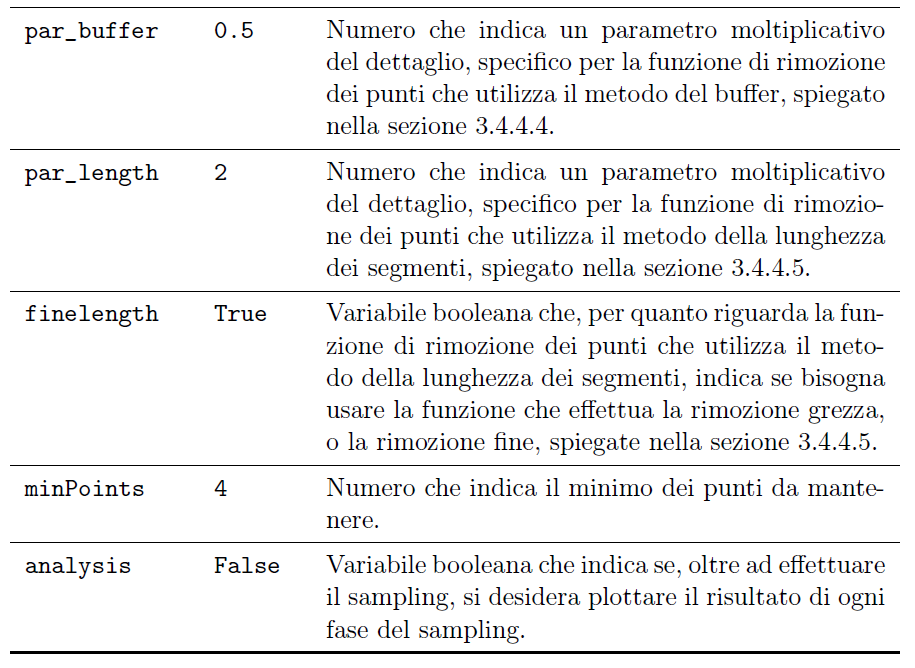 par_buffer 0.5 Numero che indica un parametro moltiplicativo
del dettaglio, specifico per la funzione di rimozione
dei punti che utilizza il metodo del buffer, spiegato
nella sezione 3.4.4.4.
par_length 2 Numero che indica un parametro moltiplicativo
del dettaglio, specifico per la funzione di rimozio-
ne dei punti che utilizza il metodo della lunghezza
dei segmenti, spiegato nella sezione 3.4.4.5.
finelength True Variabile booleana che, per quanto riguarda la fun-
zione di rimozione dei punti che utilizza il meto-
do della lunghezza dei segmenti, indica se bisogna
usare la funzione che effettua la rimozione grezza,
o la rimozione fine, spiegate nella sezione 3.4.4.5.
minPoints 4 Numero che indica il minimo dei punti da mante-
nere.
analysis False Variabile booleana che indica se, oltre ad effettuare
il sampling, si desidera plottare il risultato di ogni
fase del sampling.